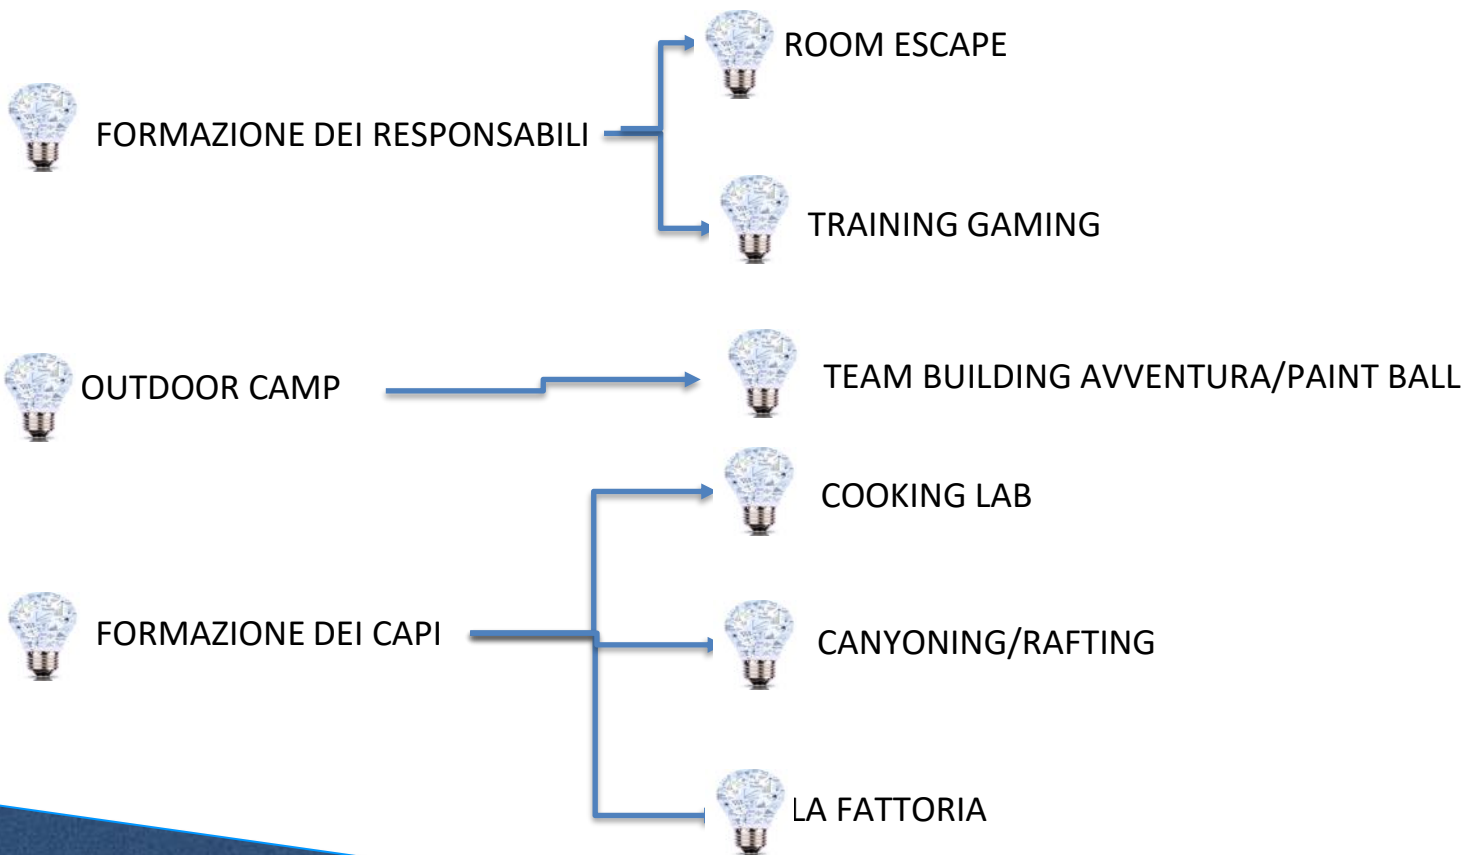 ROOM ESCAPE
FORMAZIONE DEI RESPONSABILI
TRAINING GAMING
OUTDOOR CAMP
TEAM BUILDING AVVENTURA/PAINT BALL
COOKING LAB
FORMAZIONE DEI CAPI
CANYONING/RAFTING
LA FATTORIA